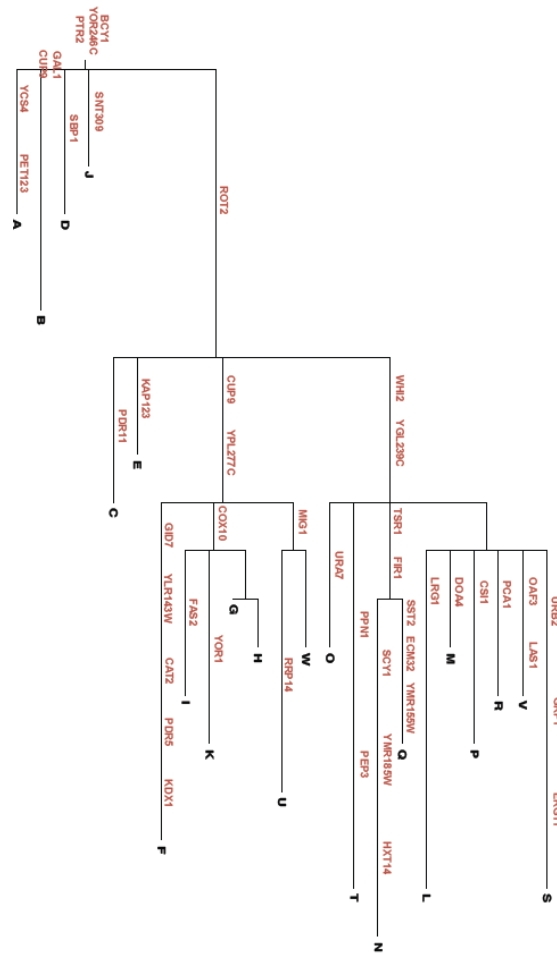 BCY1
YOR246C
PTR2
GAL1
CUP9
YCS4
PET123
A
B
SBP1
D
SNT309
J
ROT2
PDR11
C
KAP123
E
CUP9
YPL277C
WHI2
YGL239C
GID7
YLR143W
CAT2
PDR5
KDX1
F
COX10
FAS2
I
YOR1
K
G
H
MIG1
RRP14
U
W
URA7
O
PPN1
PEP3
T
TSR1
FIR1
SCY1
YMR185W
HXT14
N
SST2
ECM32
YMR155W
Q
LRG1
L
DOA4
M
CSI1
P
PCA1
R
OAF3
LAS1
V
URB2
S